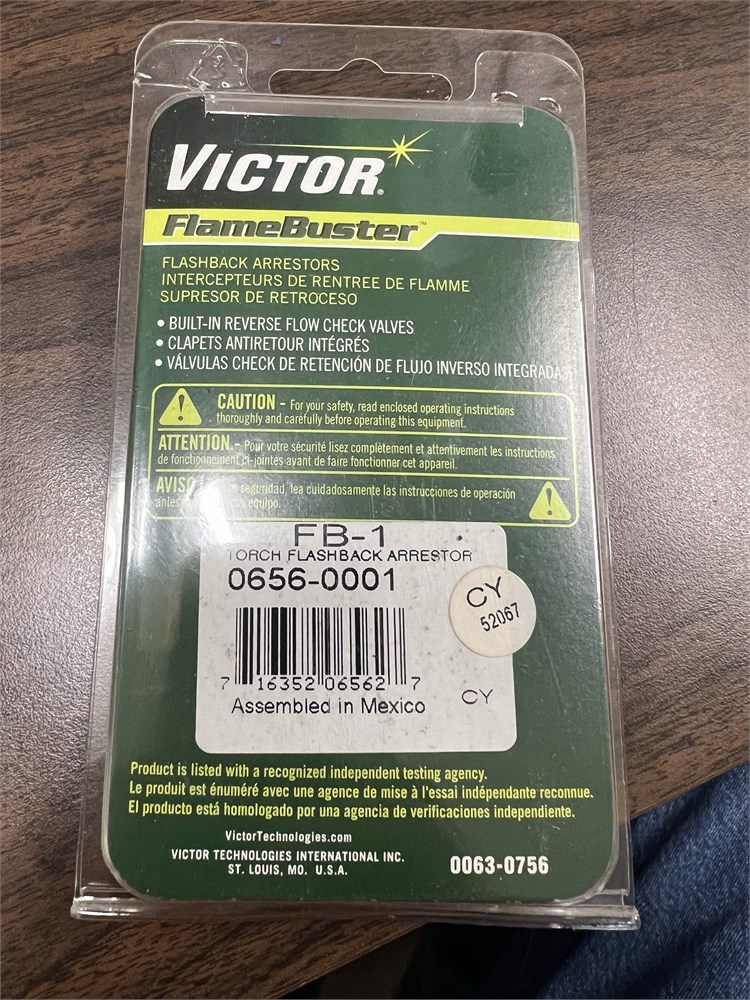 VICTOR®
FlameBuster™
FLASHBACK ARRESTORS
INTERCEPTEURS DE RENTREE DE FLAMME
SUPRESOR DE RETROCESO
• BUILT-IN REVERSE FLOW CHECK VALVES
• CLAPETS ANTIRETOUR INTÉGRÉS
• VÁLVULAS CHECK DE RETENCIÓN DE FLUJO INVERSO INTEGRADAS
CAUTION - For your safety, read enclosed operating instructions
thoroughly and carefully before operating this equipment.
ATTENTION - Pour votre sécurité lisez complètement et attentivement les instructions
de fonctionnement ci-jointes avant de faire fonctionner cet appareil.
AVISO seguridad, lea cuidadosamente las instrucciones de operación
antes equipo.
FB-1
TORCH FLASHBACK ARRESTOR
0656-0001
CY
52067
7 16352 06562 7
Assembled in Mexico
CY
Product is listed with a recognized independent testing agency.
Le produit est énuméré avec une agence de mise à l'essai indépendante reconnue.
El producto está homologado por una agencia de verificaciones independiente.
VictorTechnologies.com
VICTOR TECHNOLOGIES INTERNATIONAL INC.
ST. LOUIS, MO. U.S.A.
0063-0756